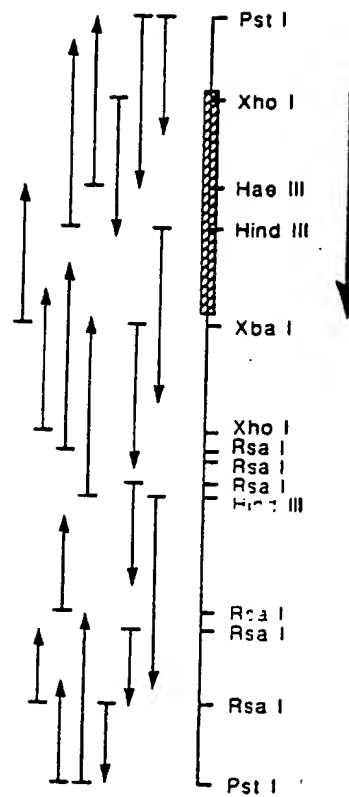 Pst I
Xho I
Hae III
Hind III
Xba I
Xho I
Rsa I
Rsa I
Rsa I
Hind III
Rsa I
Rsa I
Rsa I
Pst I